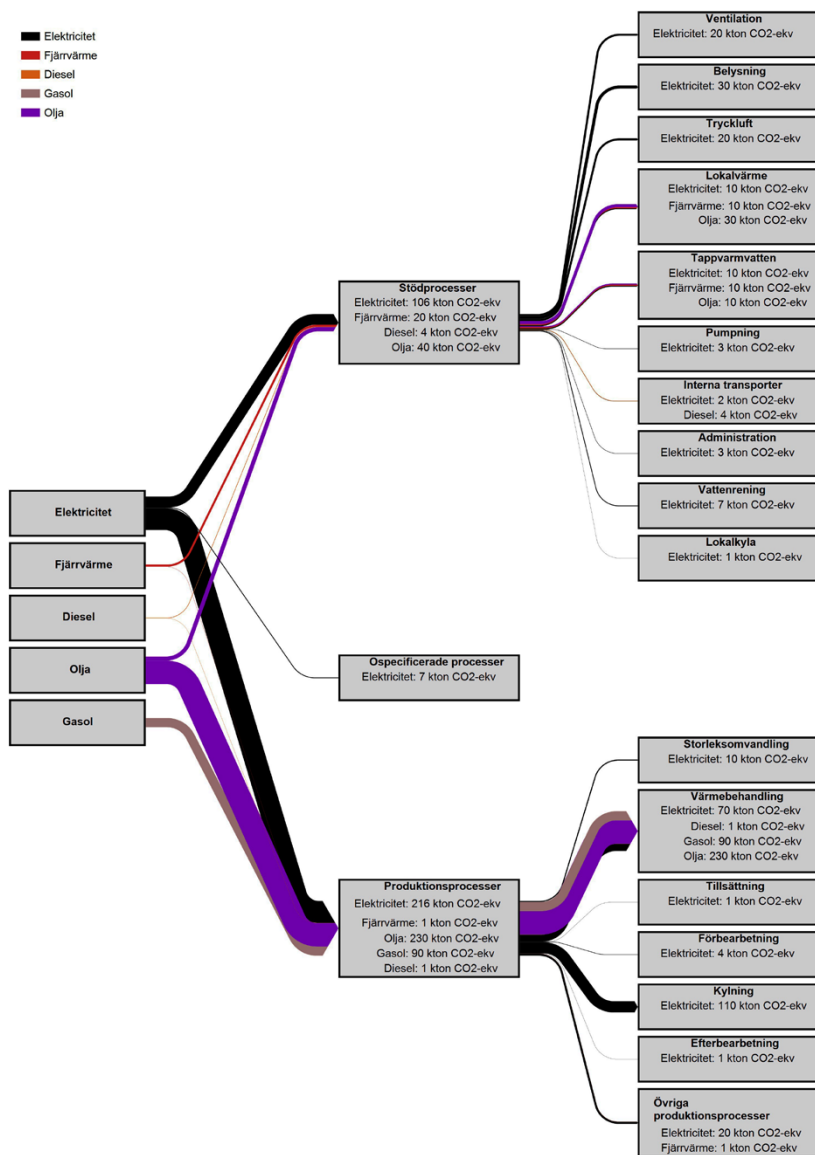 Elektricitet
Fjärrvärme
Diesel
Gasol
Olja
Elektricitet
Fjärrvärme
Diesel
Olja
Gasol
Stödprocesser
Elektricitet: 106 kton CO2-ekv
Fjärrvärme: 20 kton CO2-ekv
Diesel: 4 kton CO2-ekv
Olja: 40 kton CO2-ekv
Ospecificerade processer
Elektricitet: 7 kton CO2-ekv
Produktionsprocesser
Elektricitet: 216 kton CO2-ekv
Fjärrvärme: 1 kton CO2-ekv
Olja: 230 kton CO2-ekv
Gasol: 90 kton CO2-ekv
Diesel: 1 kton CO2-ekv
Ventilation
Elektricitet: 20 kton CO2-ekv
Belysning
Elektricitet: 30 kton CO2-ekv
Tryckluft
Elektricitet: 20 kton CO2-ekv
Lokalvärme
Elektricitet: 10 kton CO2-ekv
Fjärrvärme: 10 kton CO2-ekv
Olja: 30 kton CO2-ekv
Tappvarmvatten
Elektricitet: 10 kton CO2-ekv
Fjärrvärme: 10 kton CO2-ekv
Olja: 10 kton CO2-ekv
Pumpning
Elektricitet: 3 kton CO2-ekv
Interna transporter
Elektricitet: 2 kton CO2-ekv
Diesel: 4 kton CO2-ekv
Administration
Elektricitet: 3 kton CO2-ekv
Vattenrening
Elektricitet: 7 kton CO2-ekv
Lokalkyla
Elektricitet: 1 kton CO2-ekv
Storleksomvandling
Elektricitet: 10 kton CO2-ekv
Värmebehandling
Elektricitet: 70 kton CO2-ekv
Diesel: 1 kton CO2-ekv
Gasol: 90 kton CO2-ekv
Olja: 230 kton CO2-ekv
Tillsättning
Elektricitet: 1 kton CO2-ekv
Förbearbetning
Elektricitet: 4 kton CO2-ekv
Kylning
Elektricitet: 110 kton CO2-ekv
Efterbearbetning
Elektricitet: 1 kton CO2-ekv
Övriga
produktionsprocesser
Elektricitet: 20 kton CO2-ekv
Fjärrvärme: 1 kton CO2-ekv